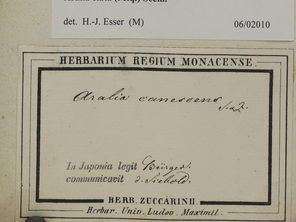 det. H.-J. Esser (M) 06/02010
HERBARIUM REGIUM MONACENSE.
Aralia canescens
S. & Z.
In Japonia legit Bürger
communicavit d. Siebold.
HERB. ZUCCARINII.
Herbar. Univ. Ludov. Maximil.